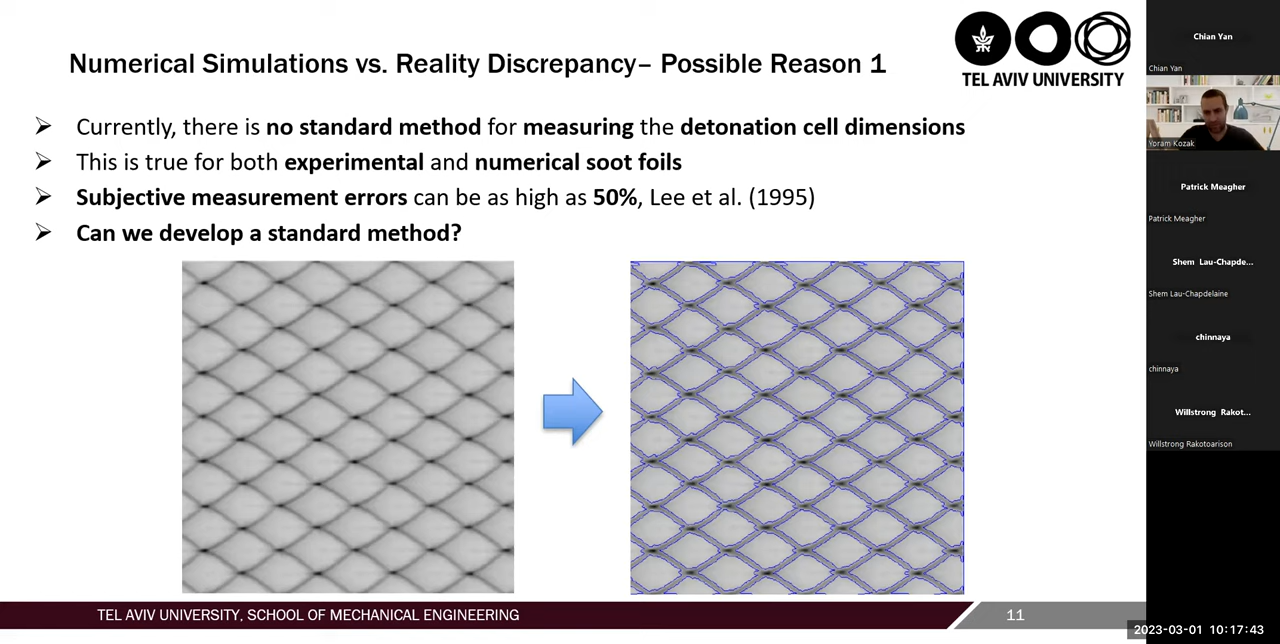 Numerical Simulations vs. Reality Discrepancy– Possible Reason 1
TEL AVIV UNIVERSITY
➢ Currently, there is no standard method for measuring the detonation cell dimensions
➢ This is true for both experimental and numerical soot foils
➢ Subjective measurement errors can be as high as 50%, Lee et al. (1995)
➢ Can we develop a standard method?
TEL AVIV UNIVERSITY, SCHOOL OF MECHANICAL ENGINEERING
11
Chian Yan
Chian Yan
Yoram Kozak
Patrick Meagher
Patrick Meagher
Shem Lau-Chapde...
Shem Lau-Chapdelaine
chinnaya
chinnaya
Willstrong Rakot...
Willstrong Rakotoarison
2023-03-01 10:17:43